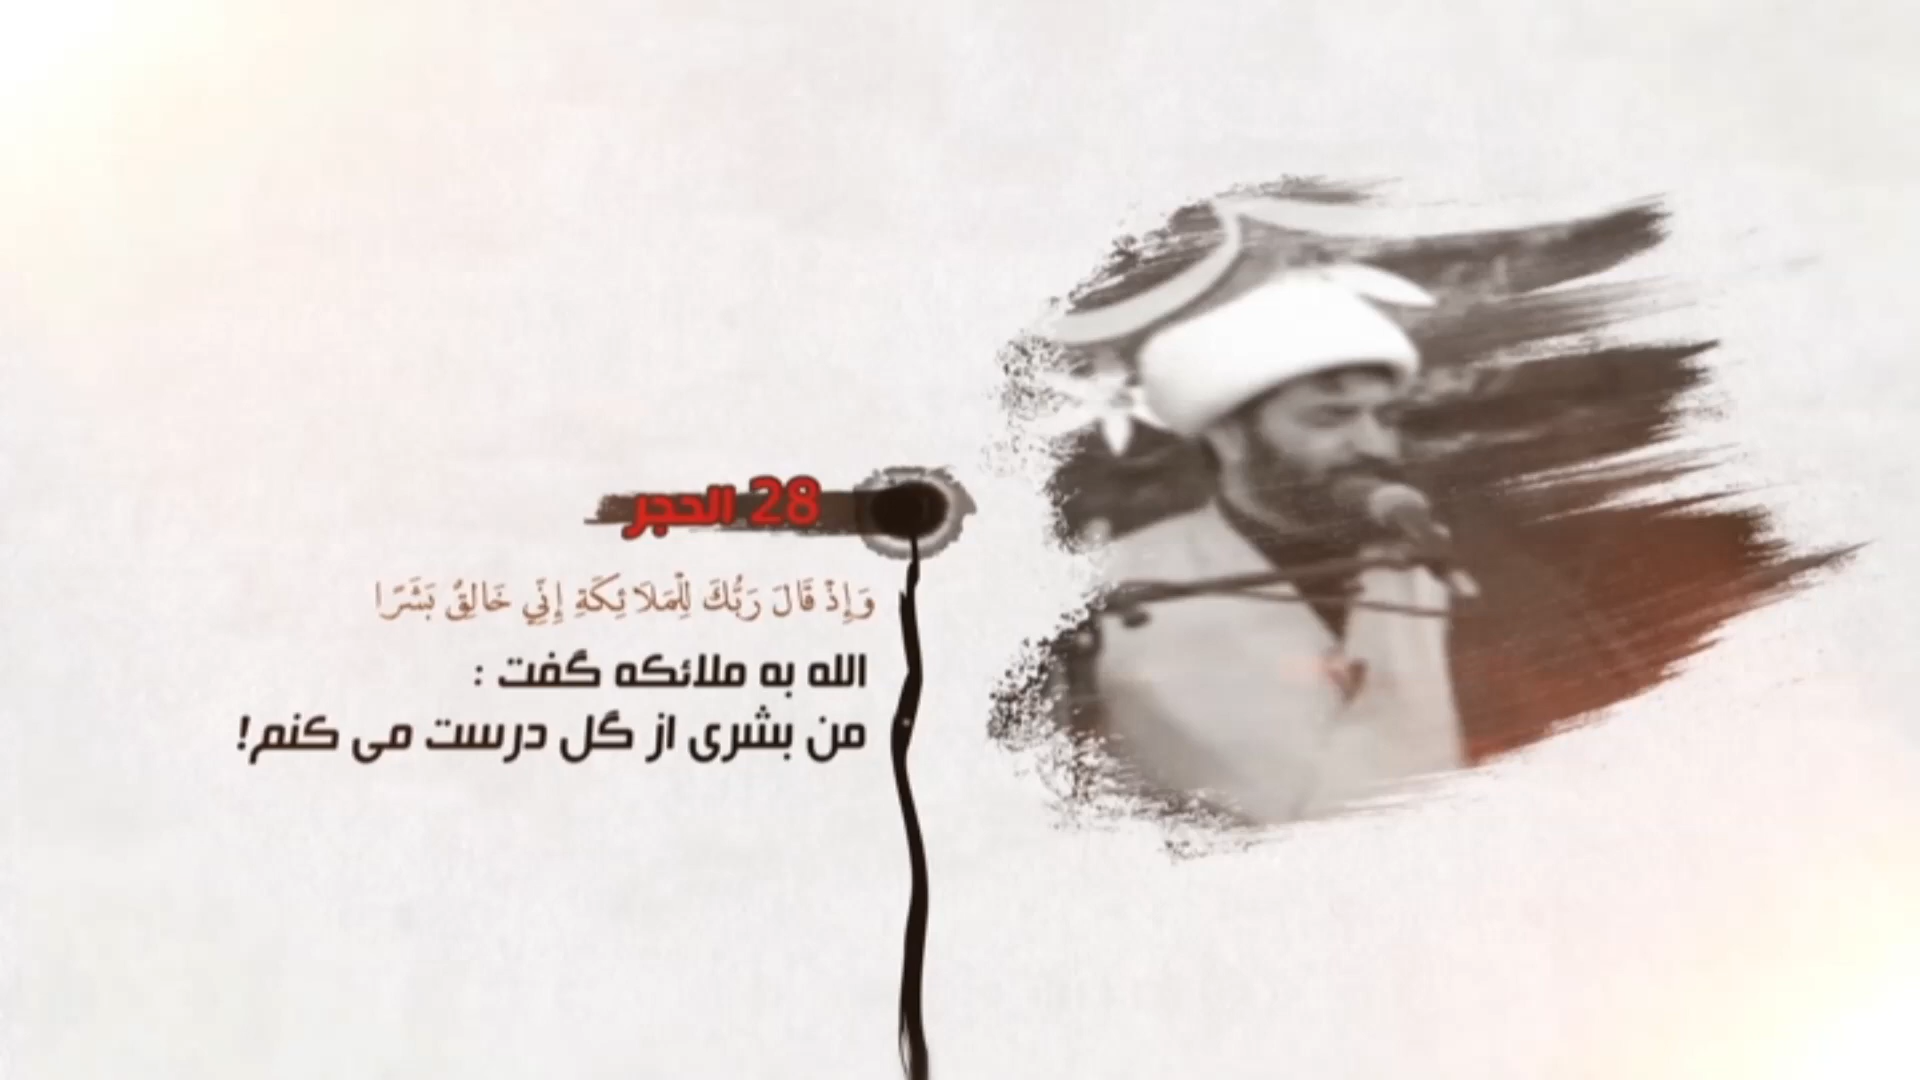 28 الحجر
وَإِذْ قَالَ رَبُّكَ لِلْمَلَائِكَةِ إِنِّي خَالِقٌ بَشَرًا
الله به ملائکه گفت :
من بشری از گل درست می کنم!